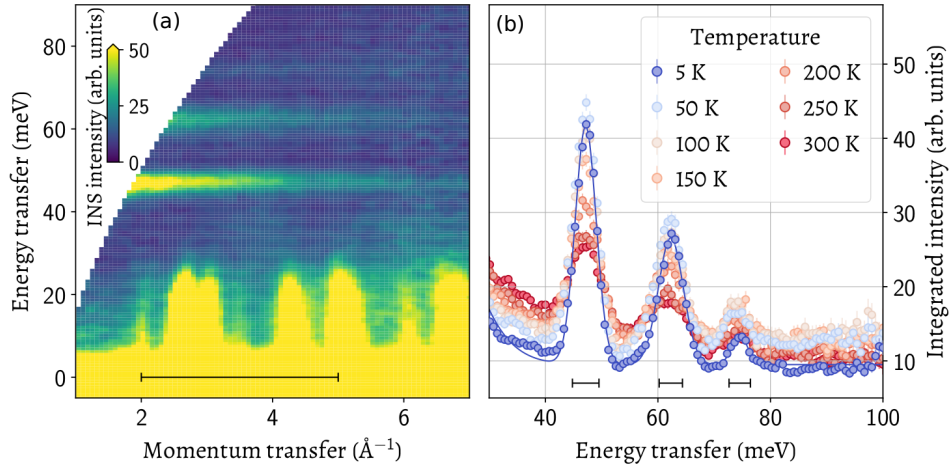 (a)
INS intensity (arb. units)
50
25
0
80
60
40
20
0
Energy transfer (meV)
2
4
6
Momentum transfer (Å⁻¹)
(b)
Temperature
5 K
50 K
100 K
150 K
200 K
250 K
300 K
50
40
30
20
10
Integrated intensity (arb. units)
40
60
80
100
Energy transfer (meV)